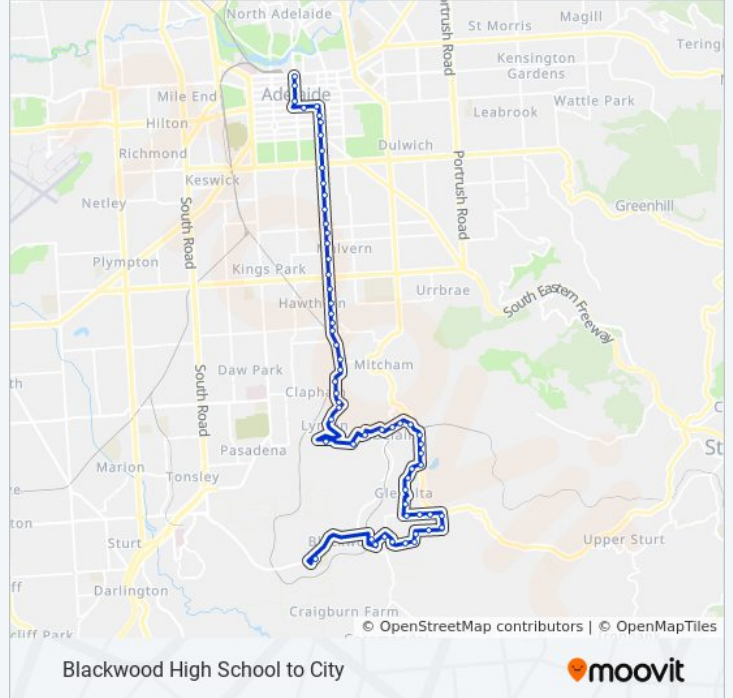 North Adelaide
St Morris
Magill
Portrush Road
Kensington
Gardens
Tering
Mile End
Adelaide
Wattle Park
Leabrook
Hilton
Richmond
Dulwich
Keswick
Portrush Road
Netley
South Road
Greenhill
Malvern
Plympton
Kings Park
Urrbrae
South Eastern Freeway
Hawthorn
Daw Park
Mitcham
South Road
Clapham
St
Pasadena
Marion
Tonsley
Upper Sturt
Sturt
Darlington
Craigburn Farm
© OpenStreetMap contributors | © OpenMapTiles
Blackwood High School to City
moovit